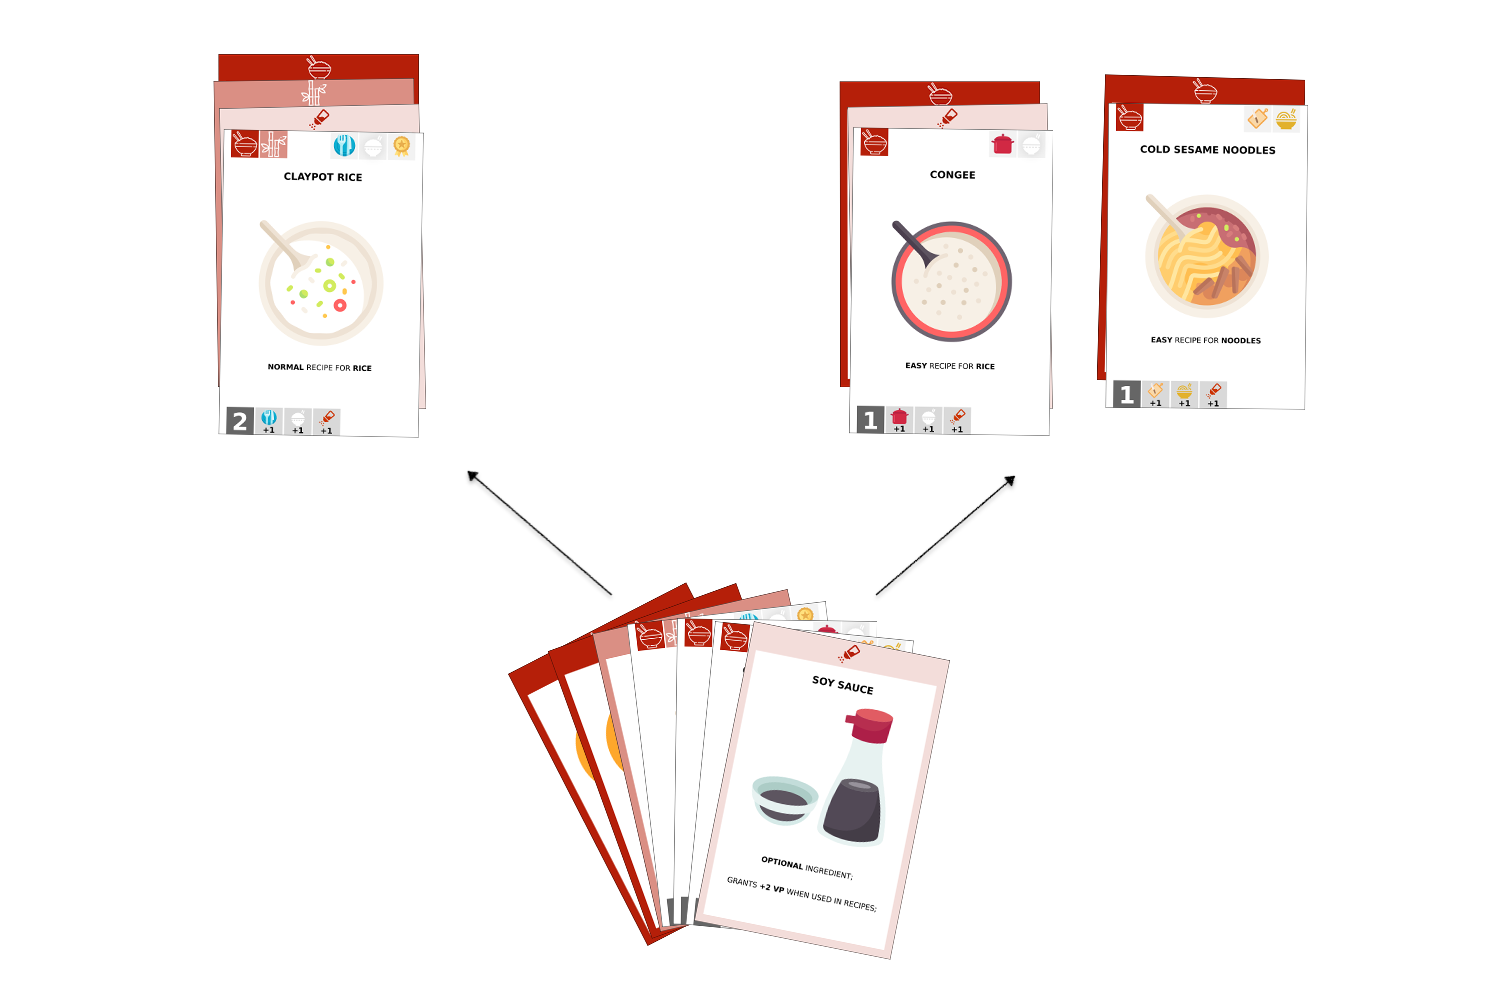 CLAYPOT RICE
NORMAL RECIPE FOR RICE
2 +1 +1 +1
CONGEE
EASY RECIPE FOR RICE
1 +1 +1 +1
COLD SESAME NOODLES
EASY RECIPE FOR NOODLES
1 +1 +1 +1
SOY SAUCE
OPTIONAL INGREDIENT;
GRANTS +2 VP WHEN USED IN RECIPES;